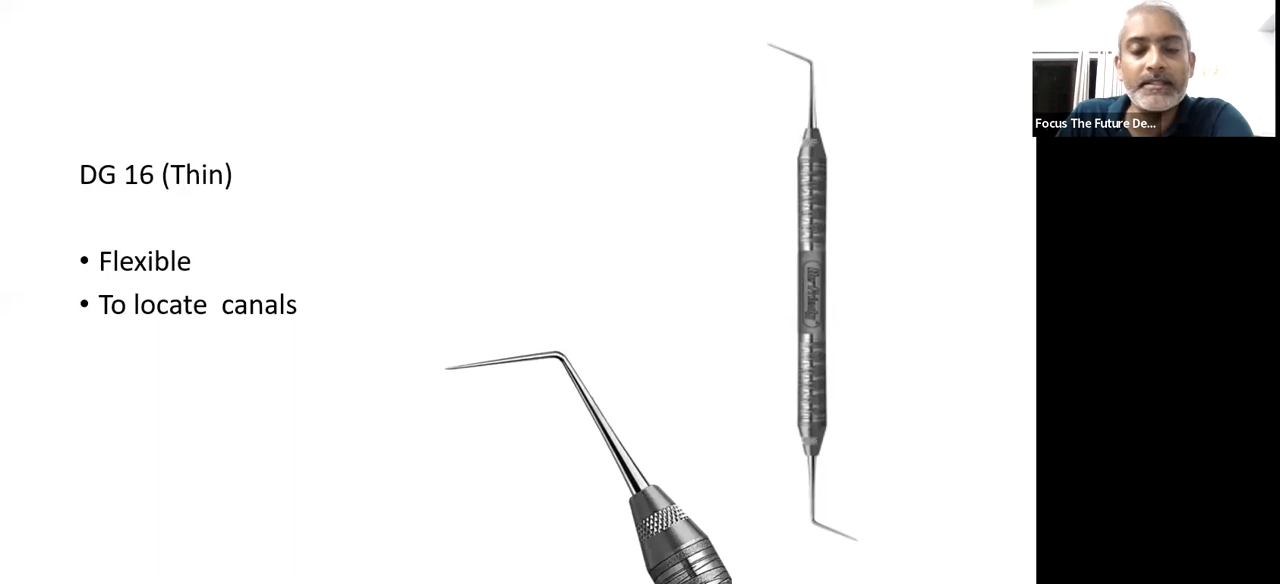 DG 16 (Thin)
• Flexible
• To locate canals
Focus The Future De...